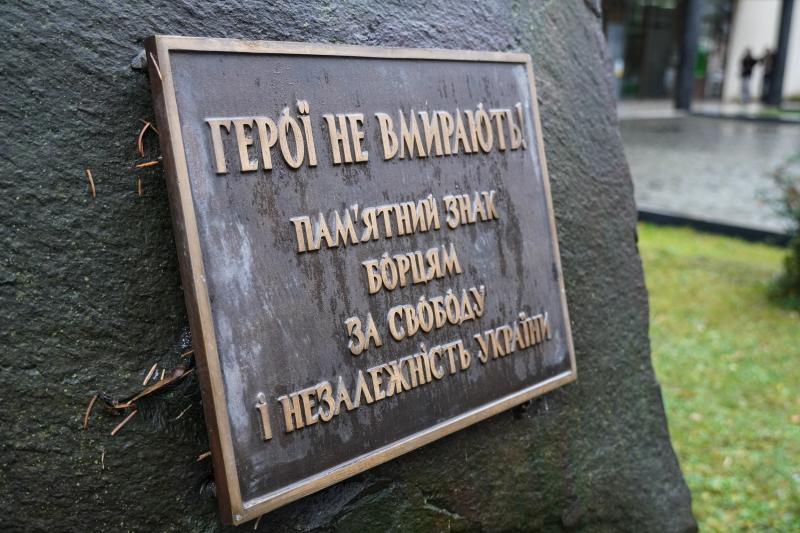 ГЕРОЇ НЕ ВМИРАЮТЬ!
ПАМ'ЯТНИЙ ЗНАК
БОРЦЯМ
ЗА СВОБОДУ
І НЕЗАЛЕЖНІСТЬ УКРАЇНИ